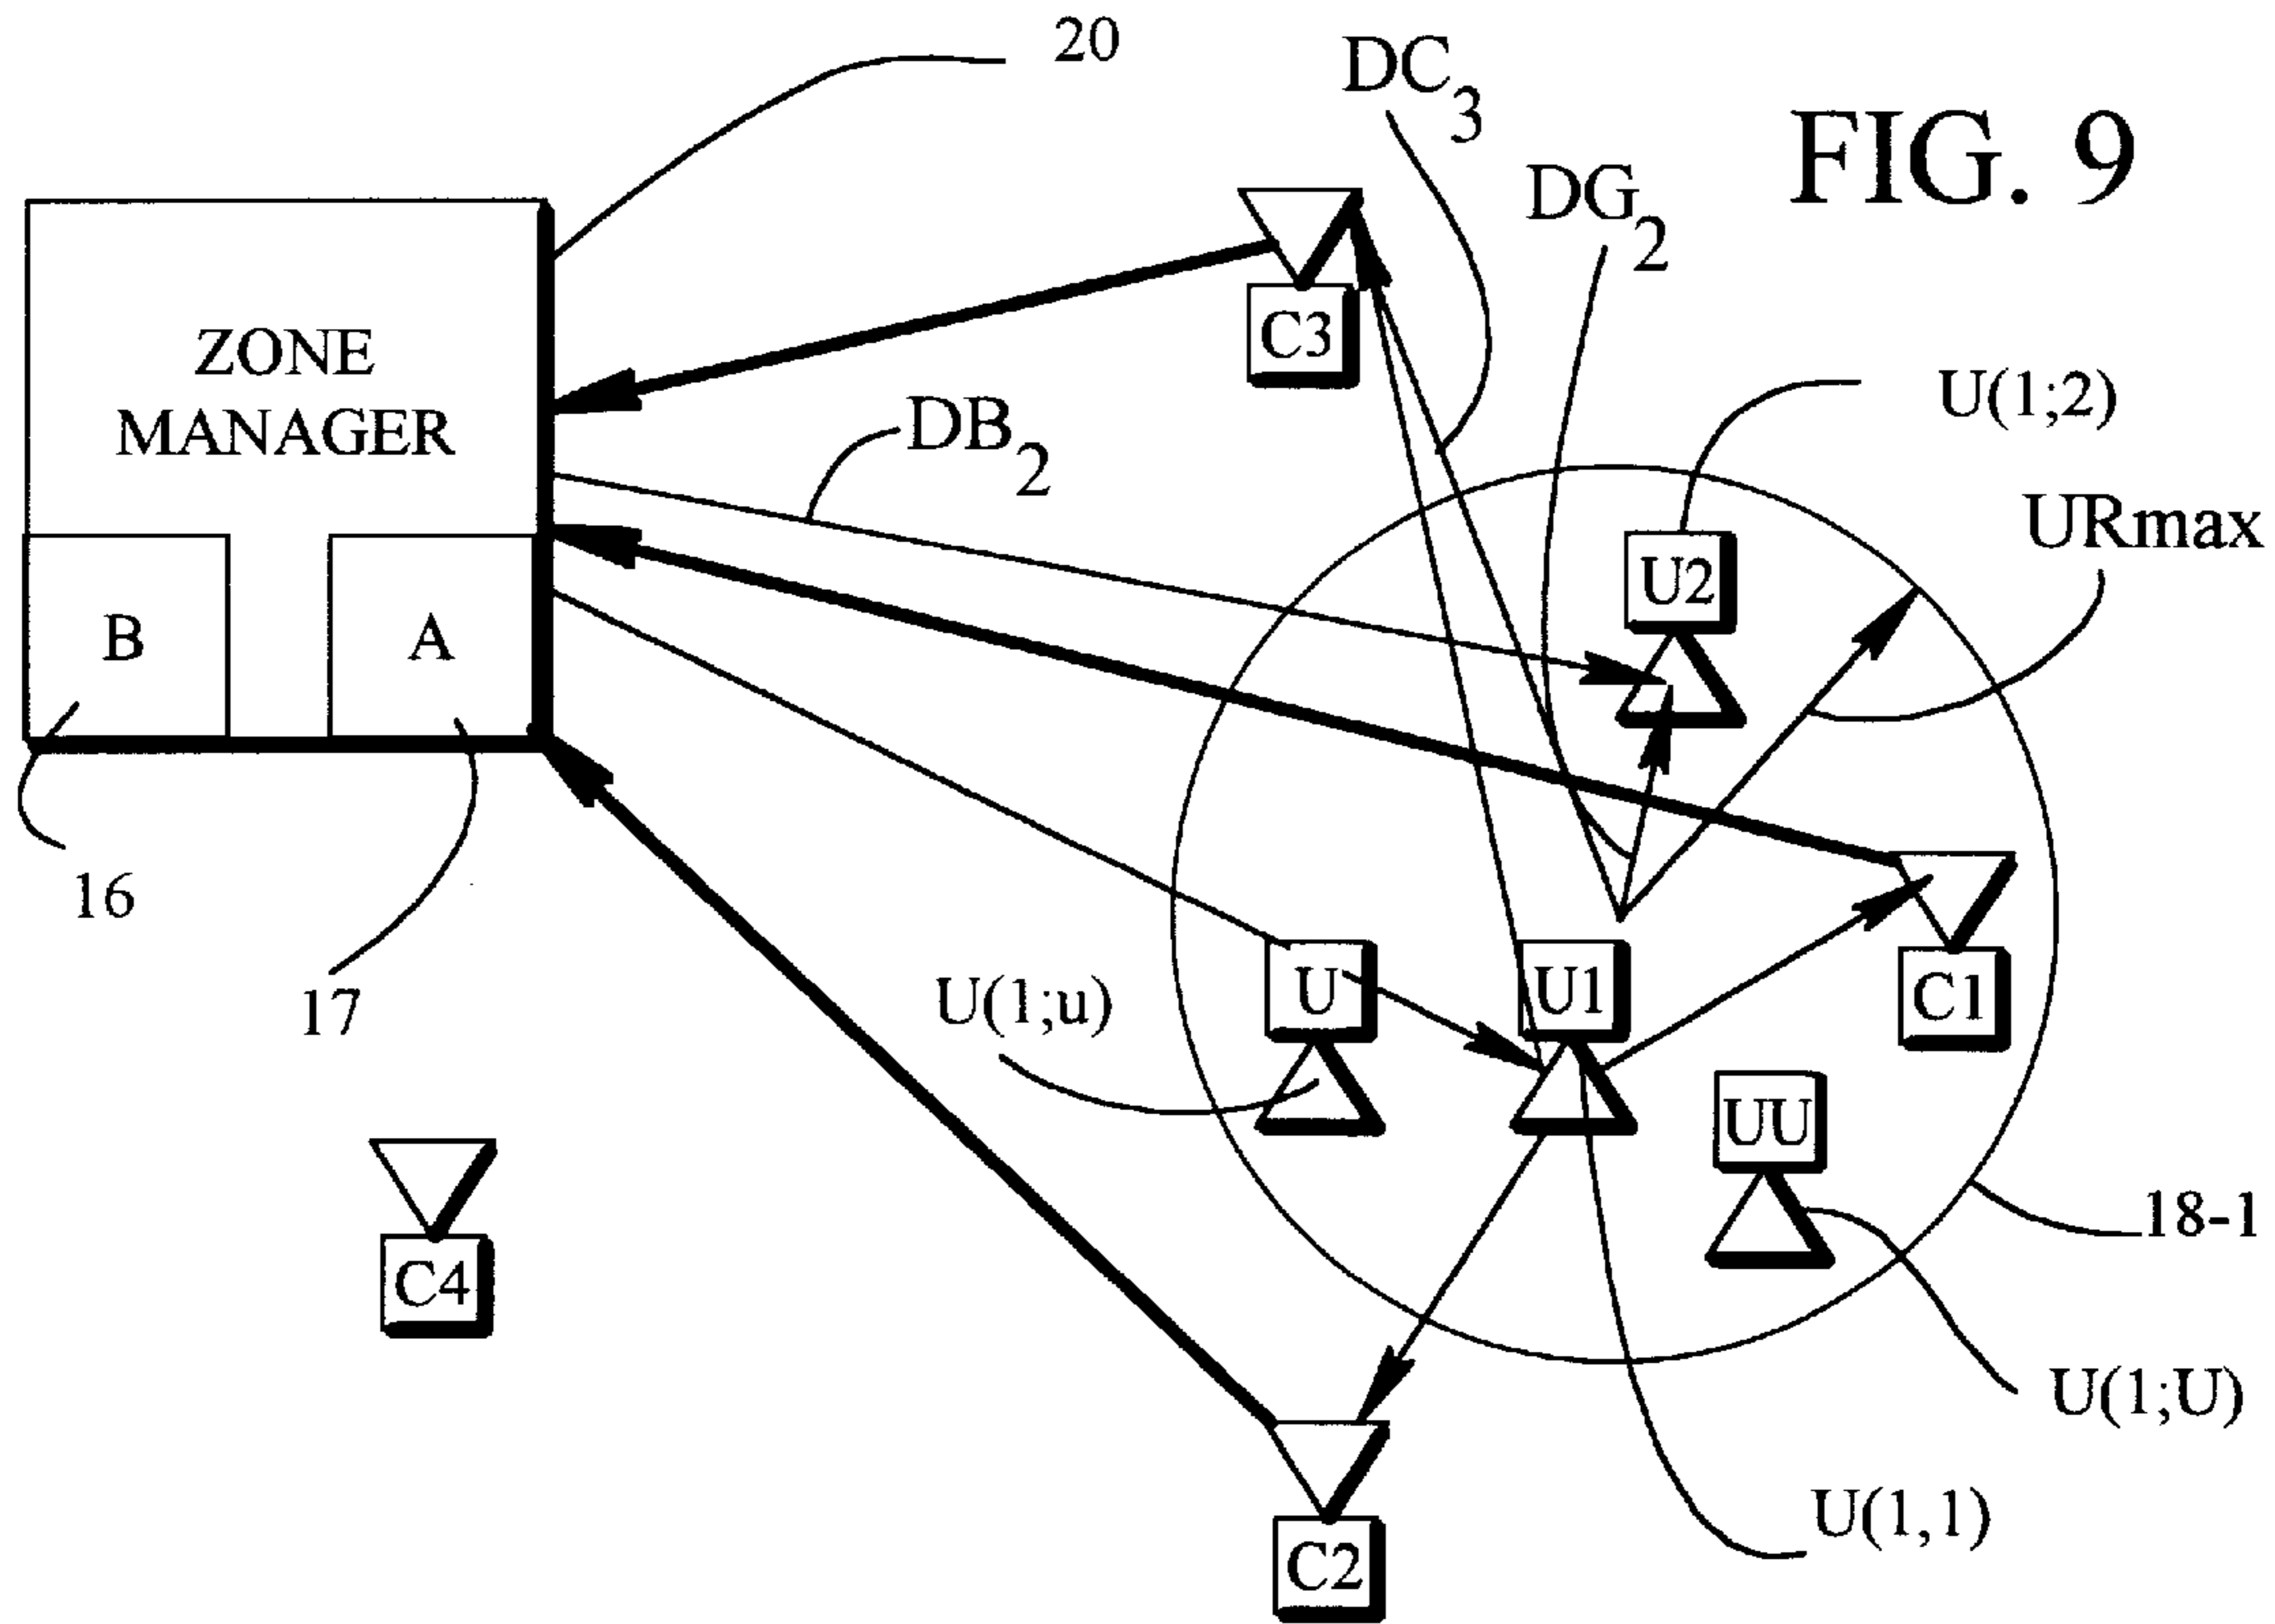 20
DC3
FIG. 9
DG2
ZONE
MANAGER
C3
U(1;2)
DB2
URmax
U2
B
A
16
17
U(1;u)
U
U1
C1
UU
18-1
C4
U(1;U)
U(1,1)
C2